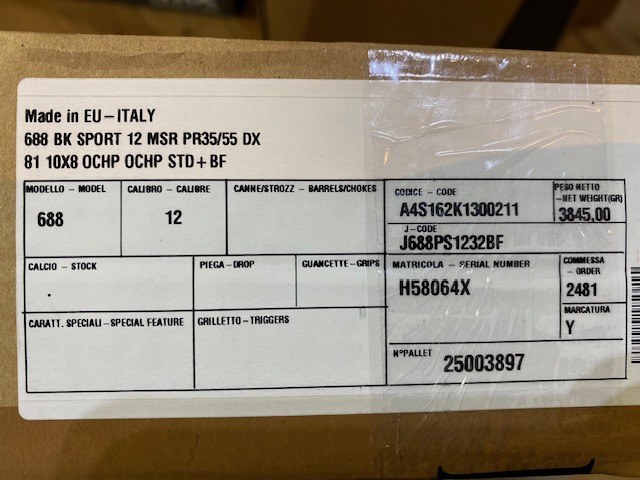 Made in EU-ITALY
688 BK SPORT 12 MSR PR35/55 DX
81 10X8 OCHP OCHP STD+BF
MODELLO - MODEL
688
CALIBRO - CALIBRE
12
CANNE/STROZZ - BARRELS/CHOKES
CODICE - CODE
A4S162K1300211
PESO NETTO
-NET WEIGHT(GR)
3845,00
J-CODE
J688PS1232BF
CALCIO - STOCK
.
PIEGA-DROP
GUANCETTE-GRIPS
MATRICOLA - SERIAL NUMBER
H58064X
COMMESSA
- ORDER
2481
CARATT. SPECIALI-SPECIAL FEATURE
GRILLETTO-TRIGGERS
MARCATURA
Y
N°PALLET
25003897